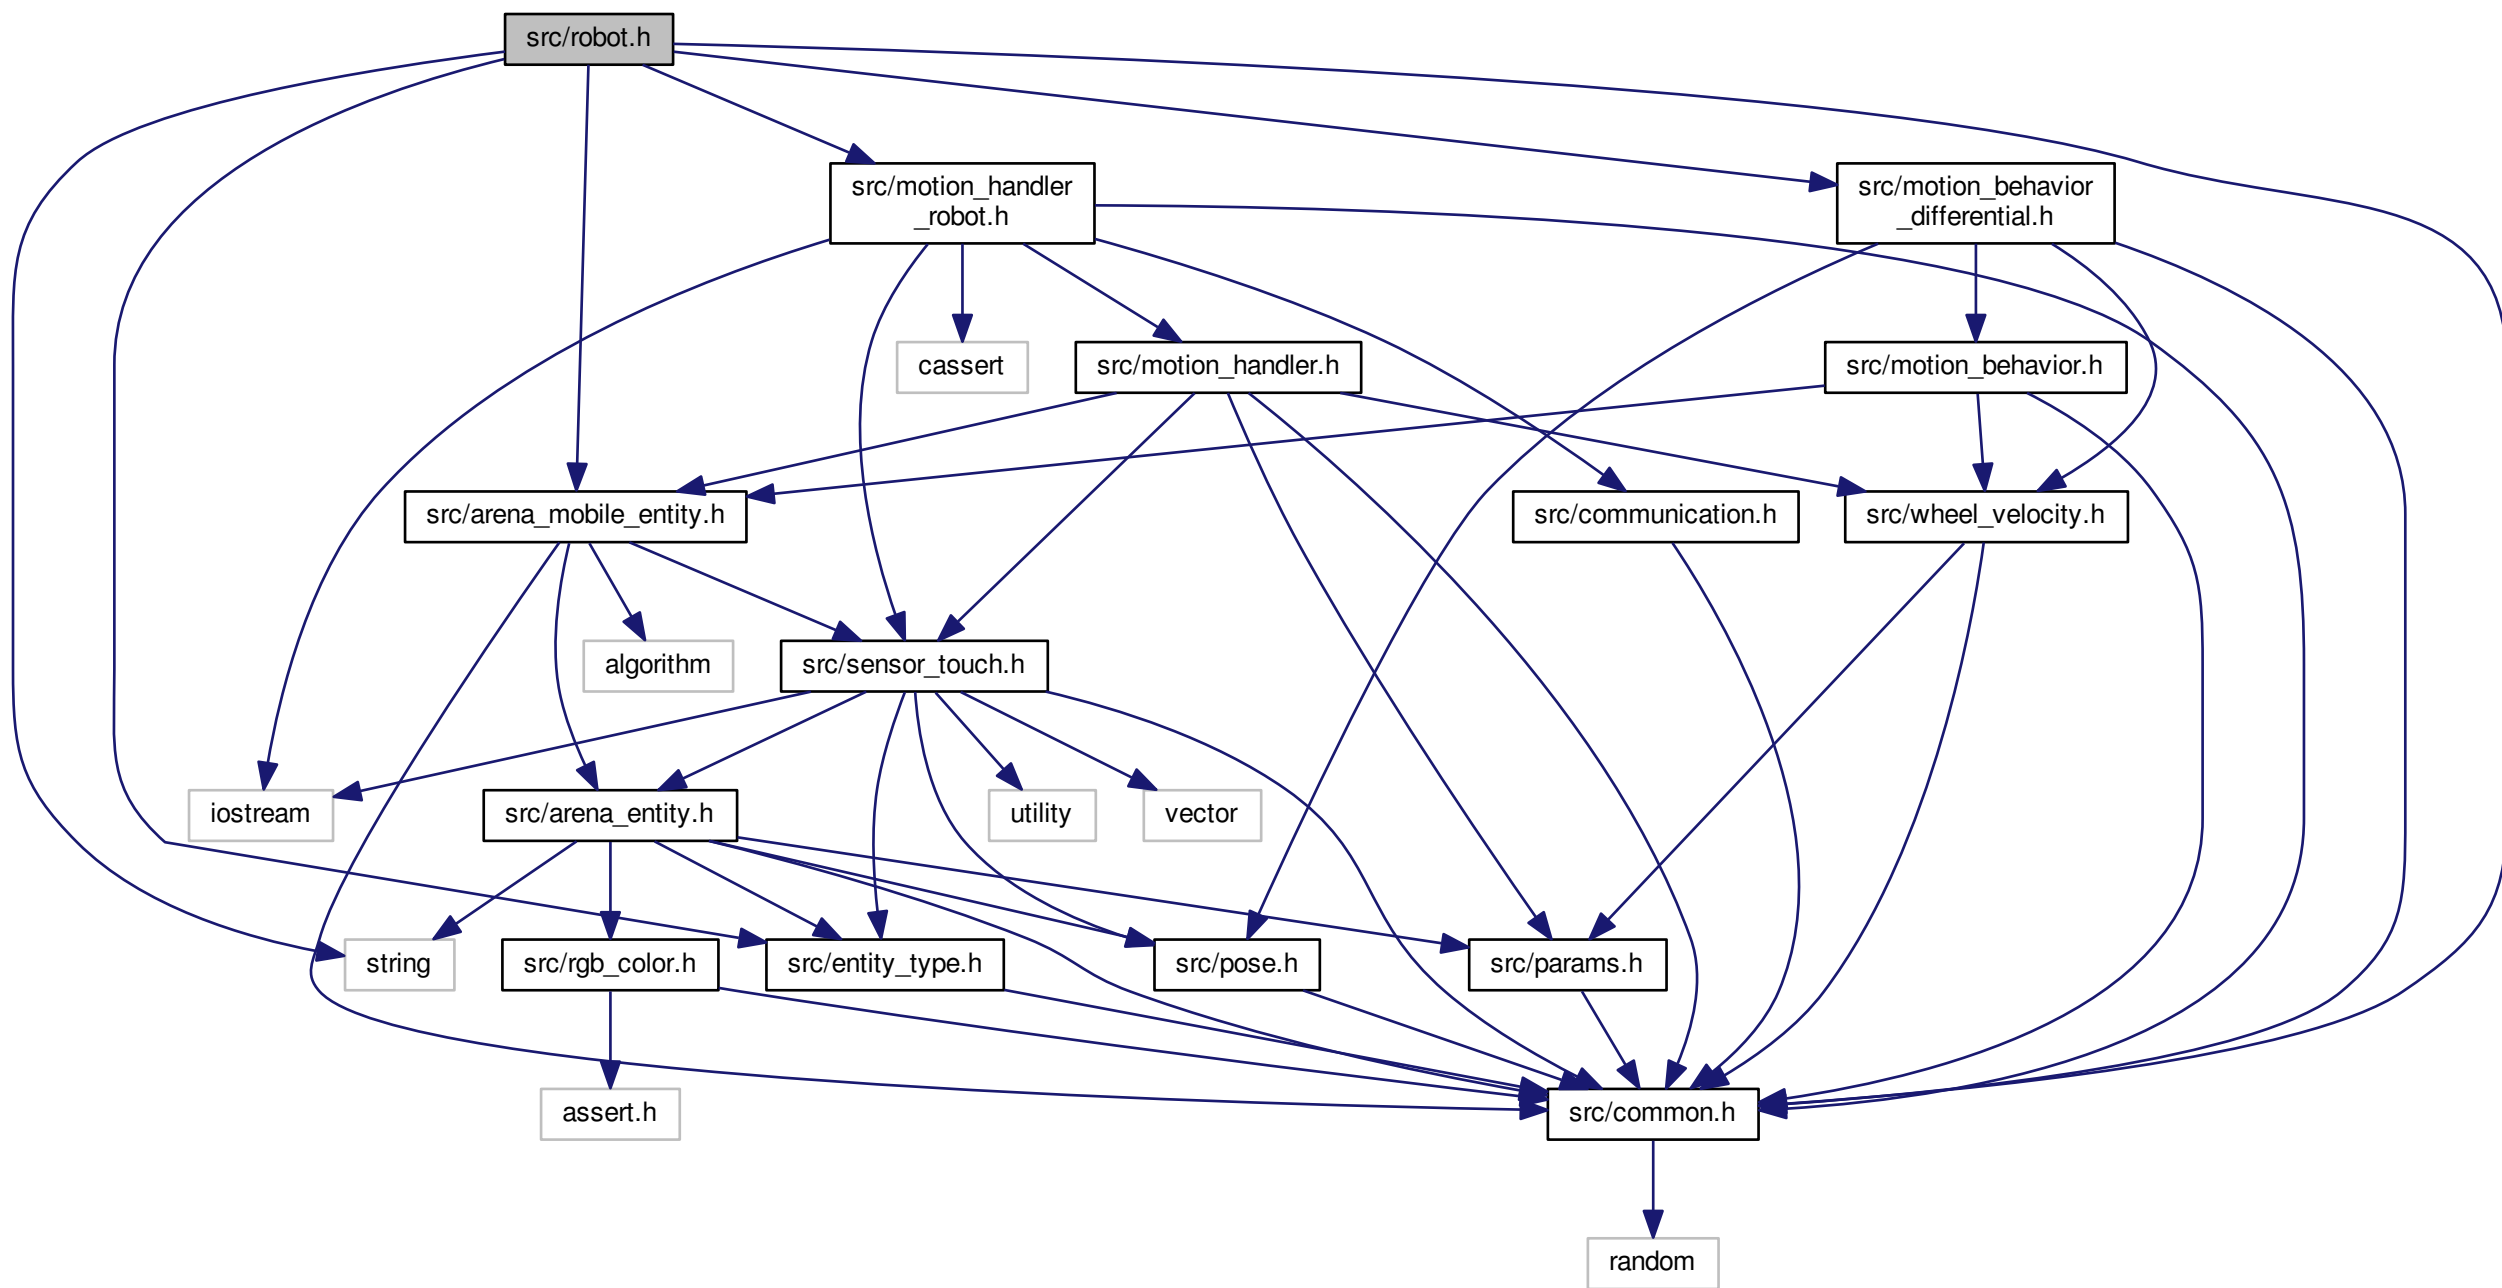 src/robot.h
src/motion_handler
_robot.h
src/motion_behavior
_differential.h
cassert
src/motion_handler.h
src/motion_behavior.h
src/arena_mobile_entity.h
src/communication.h
src/wheel_velocity.h
algorithm
src/sensor_touch.h
iostream
src/arena_entity.h
utility
vector
string
src/rgb_color.h
src/entity_type.h
src/pose.h
src/params.h
assert.h
src/common.h
random